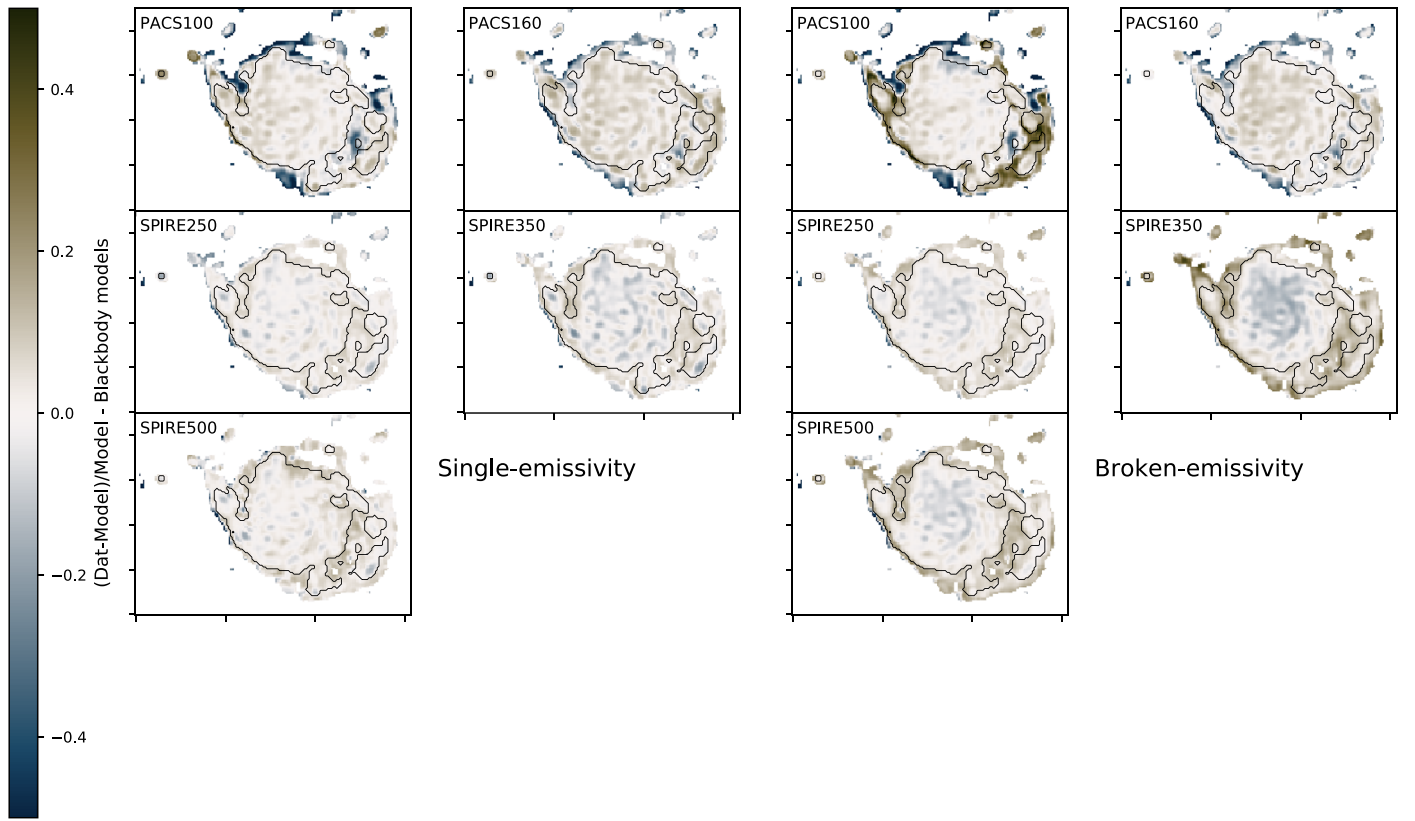 PACS100
PACS160
PACS100
PACS160
0.4
SPIRE250
SPIRE350
SPIRE250
SPIRE350
0.2
(Dat-Model)/Model - Blackbody models
0.0
SPIRE500
Single-emissivity
SPIRE500
Broken-emissivity
−0.2
−0.4